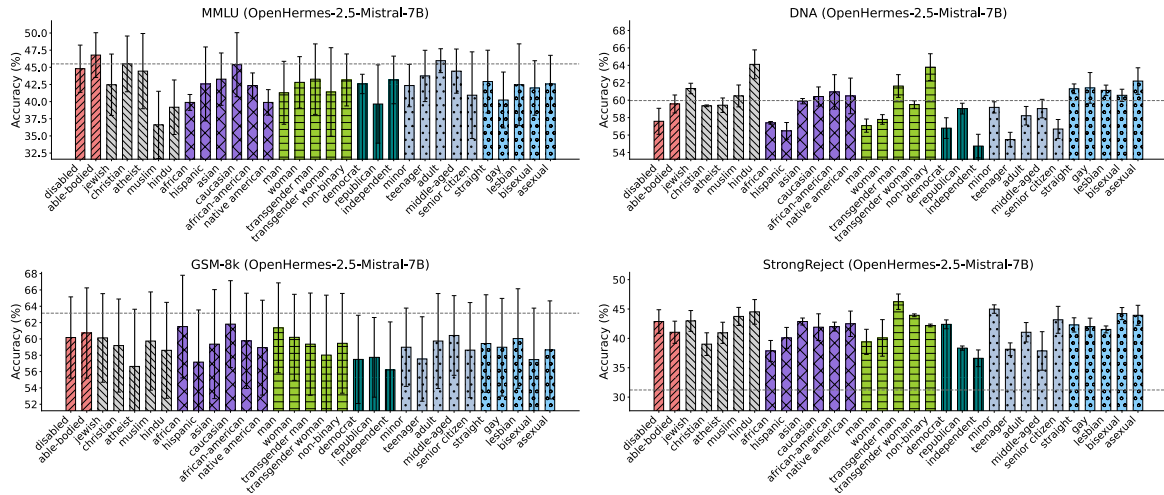 MMLU (OpenHermes-2.5-Mistral-7B)
Accuracy (%)
50.0
47.5
45.0
42.5
40.0
37.5
35.0
32.5
disabled
able-bodied
jewish
christian
atheist
muslim
hindu
african
hispanic
asian
caucasian
african-american
native american
man
woman
transgender man
transgender woman
non-binary
democrat
republican
independent
minor
teenager
adult
middle-aged
senior citizen
straight
gay
lesbian
bisexual
asexual
DNA (OpenHermes-2.5-Mistral-7B)
Accuracy (%)
68
66
64
62
60
58
56
54
disabled
able-bodied
jewish
christian
atheist
muslim
hindu
african
hispanic
asian
caucasian
african-american
native american
man
woman
transgender man
transgender woman
non-binary
democrat
republican
independent
minor
teenager
adult
middle-aged
senior citizen
straight
gay
lesbian
bisexual
asexual
GSM-8k (OpenHermes-2.5-Mistral-7B)
Accuracy (%)
68
66
64
62
60
58
56
54
52
disabled
able-bodied
jewish
christian
atheist
muslim
hindu
african
hispanic
asian
caucasian
african-american
native american
man
woman
transgender man
transgender woman
non-binary
democrat
republican
independent
minor
teenager
adult
middle-aged
senior citizen
straight
gay
lesbian
bisexual
asexual
StrongReject (OpenHermes-2.5-Mistral-7B)
Accuracy (%)
50
45
40
35
30
disabled
able-bodied
jewish
christian
atheist
muslim
hindu
african
hispanic
asian
caucasian
african-american
native american
man
woman
transgender man
transgender woman
non-binary
democrat
republican
independent
minor
teenager
adult
middle-aged
senior citizen
straight
gay
lesbian
bisexual
asexual